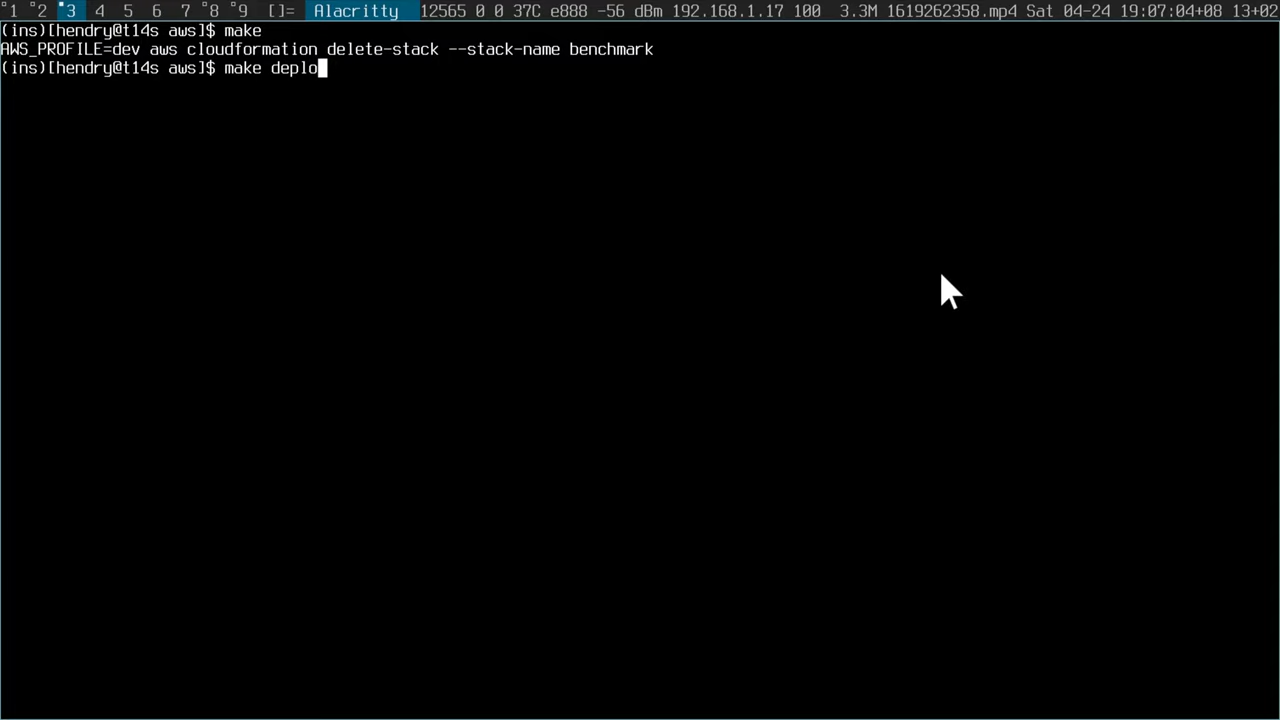 1 2 3 4 5 6 7 8 9 []= Alacritty 12565 0 0 37C e888 -56 dBm 192.168.1.17 100 3.3M 1619262358.mp4 Sat 04-24 19:07:04+08 13+02
(ins)[hendry@t14s aws]$ make
AWS_PROFILE=dev aws cloudformation delete-stack --stack-name benchmark
(ins)[hendry@t14s aws]$ make deplo